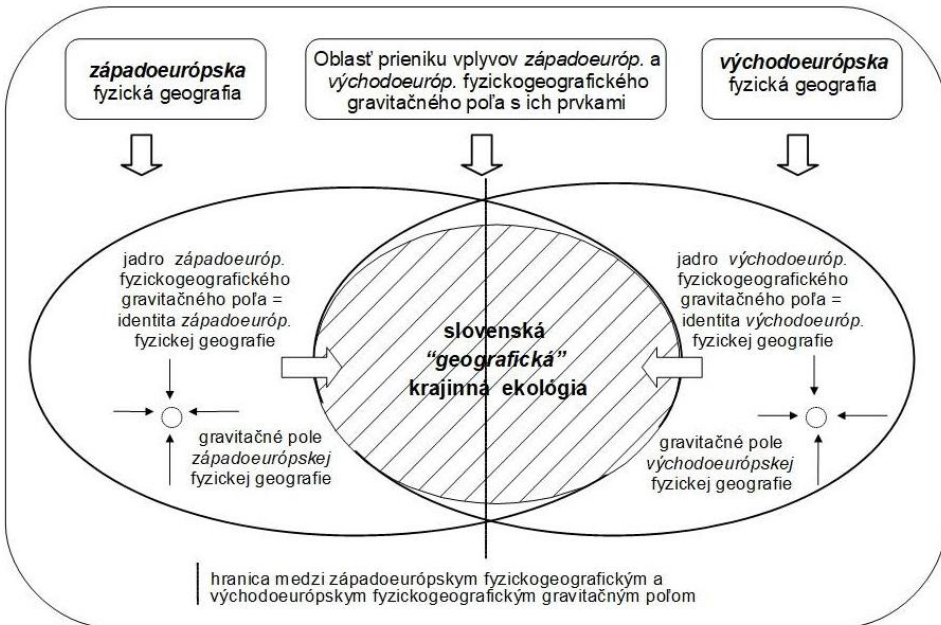 západoeurópska
fyzická geografia
Oblasť prieniku vplyvov západoeuróp. a
východoeuróp. fyzickogeografického
gravitačného poľa s ich prvkami
východoeurópska
fyzická geografia
jadro západoeuróp.
fyzickogeografického
gravitačného poľa =
identita západoeuróp.
fyzickej geografie
slovenská
"geografická"
krajinná ekológia
jadro východoeuróp.
fyzickogeografického
gravitačného poľa =
identita východoeuróp.
fyzickej geografie
gravitačné pole
západoeurópskej
fyzickej geografie
gravitačné pole
východoeurópskej
fyzickej geografie
hranica medzi západoeurópskym fyzickogeografickým a
východoeurópskym fyzickogeografickým gravitačným poľom